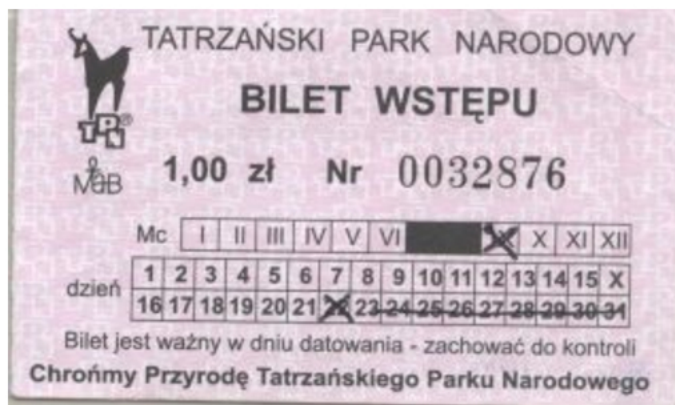 TATRZAŃSKI PARK NARODOWY
BILET WSTĘPU
TPN®
MaB
1,00 zł Nr 0032876
Mc I II III IV V VI X XI XII
1 2 3 4 5 6 7 8 9 10 11 12 13 14 15 X
dzień
16 17 18 19 20 21 23 24 25 26 27 28 29 30 31
Bilet jest ważny w dniu datowania - zachować do kontroli
Chrońmy Przyrodę Tatrzańskiego Parku Narodowego